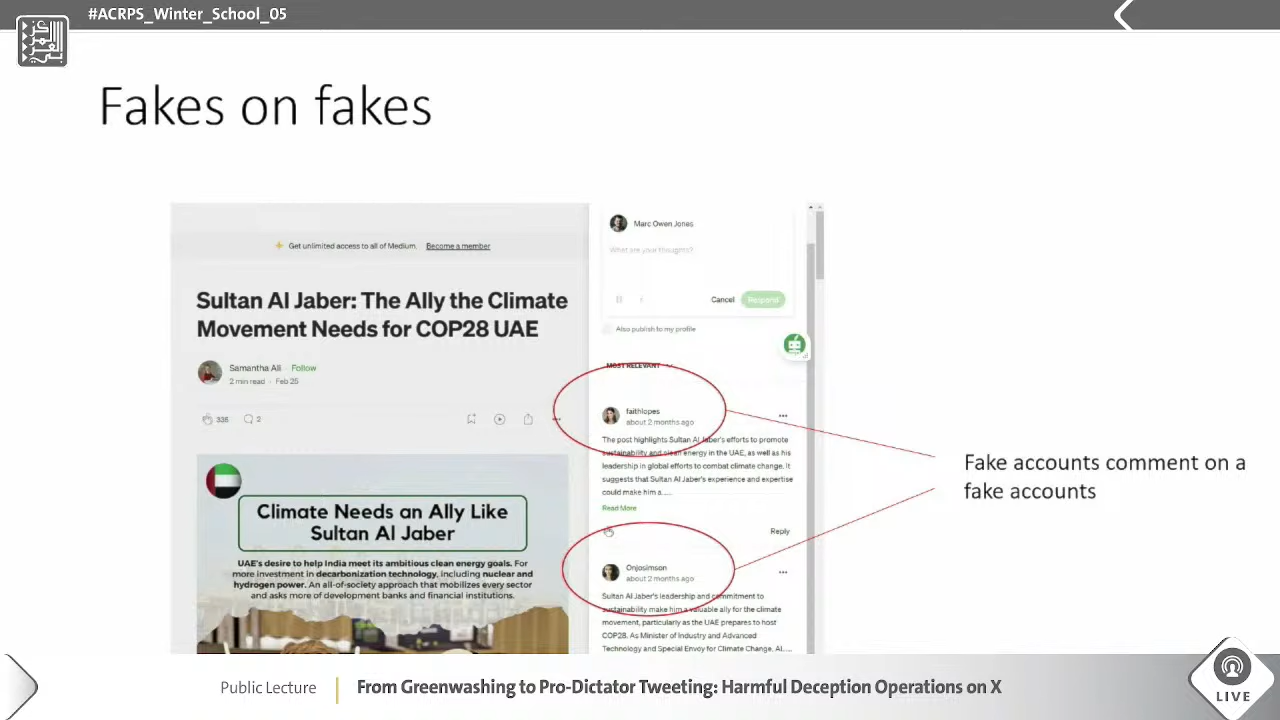 #ACRPS_Winter_School_05
Fakes on fakes
Get unlimited access to all of Medium. Become a member
Sultan Al Jaber: The Ally the Climate
Movement Needs for COP28 UAE
Samantha Ali · Follow
2 min read · Feb 25
335
2
Climate Needs an Ally Like
Sultan Al Jaber
UAE's desire to help India meet its ambitious clean energy goals. For
more investment in decarbonization technology, including nuclear and
hydrogen power. An all-of-society approach that mobilizes every sector
and asks more of development banks and financial institutions.
Marc Owen Jones
What are your thoughts?
Cancel
Respond
Also publish to my profile
MOST RELEVANT
faithlopes
about 2 months ago
The post highlights Sultan Al Jaber's efforts to promote
sustainability and clean energy in the UAE, as well as his
leadership in global efforts to combat climate change. It
suggests that Sultan Al Jaber's experience and expertise
could make him a......
Read More
Reply
Onjosimson
about 2 months ago
Sultan Al Jaber's leadership and commitment to
sustainability make him a valuable ally for the climate
movement, particularly as the UAE prepares to host
COP28. As Minister of Industry and Advanced
Technology and Special Envoy for Climate Change, Al......
Fake accounts comment on a
fake accounts
Public Lecture
From Greenwashing to Pro-Dictator Tweeting: Harmful Deception Operations on X
LIVE